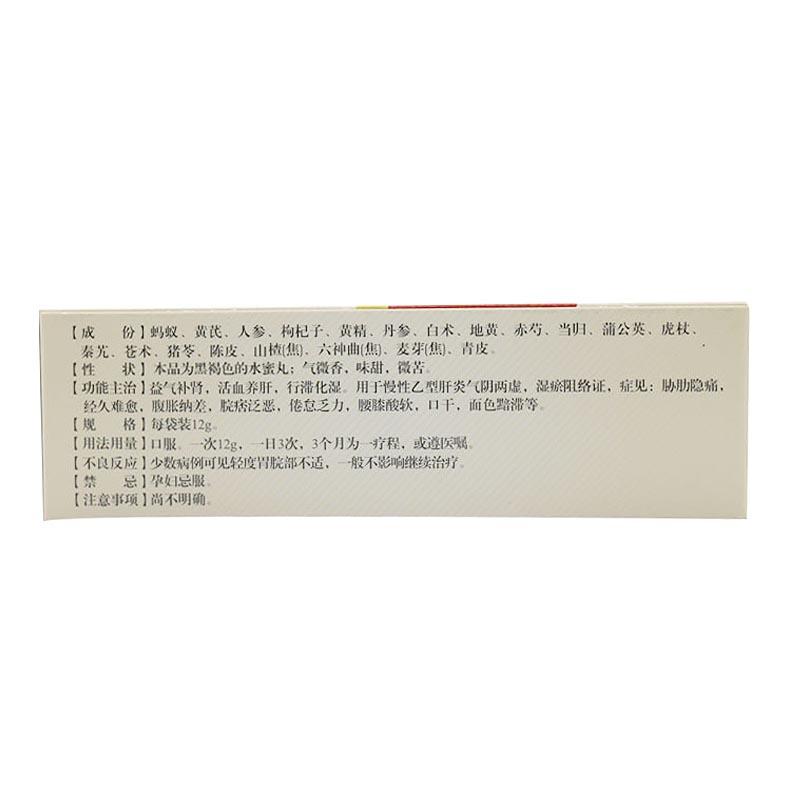 【成　份】蚂蚁、黄芪、人参、枸杞子、黄精、丹参、白术、地黄、赤芍、当归、蒲公英、虎杖、
秦艽、苍术、猪苓、陈皮、山楂(焦)、六神曲(焦)、麦芽(焦)、青皮。
【性　状】本品为黑褐色的水蜜丸；气微香，味甜，微苦。
【功能主治】益气补肾，活血养肝，行滞化湿。用于慢性乙型肝炎气阴两虚，湿瘀阻络证，症见：胁肋隐痛，
经久难愈，腹胀纳差，脘痞泛恶，倦怠乏力，腰膝酸软，口干，面色黯滞等。
【规　格】每袋装12g。
【用法用量】口服。一次12g，一日3次，3个月为一疗程，或遵医嘱。
【不良反应】少数病例可见轻度胃脘部不适，一般不影响继续治疗。
【禁　忌】孕妇忌服。
【注意事项】尚不明确。